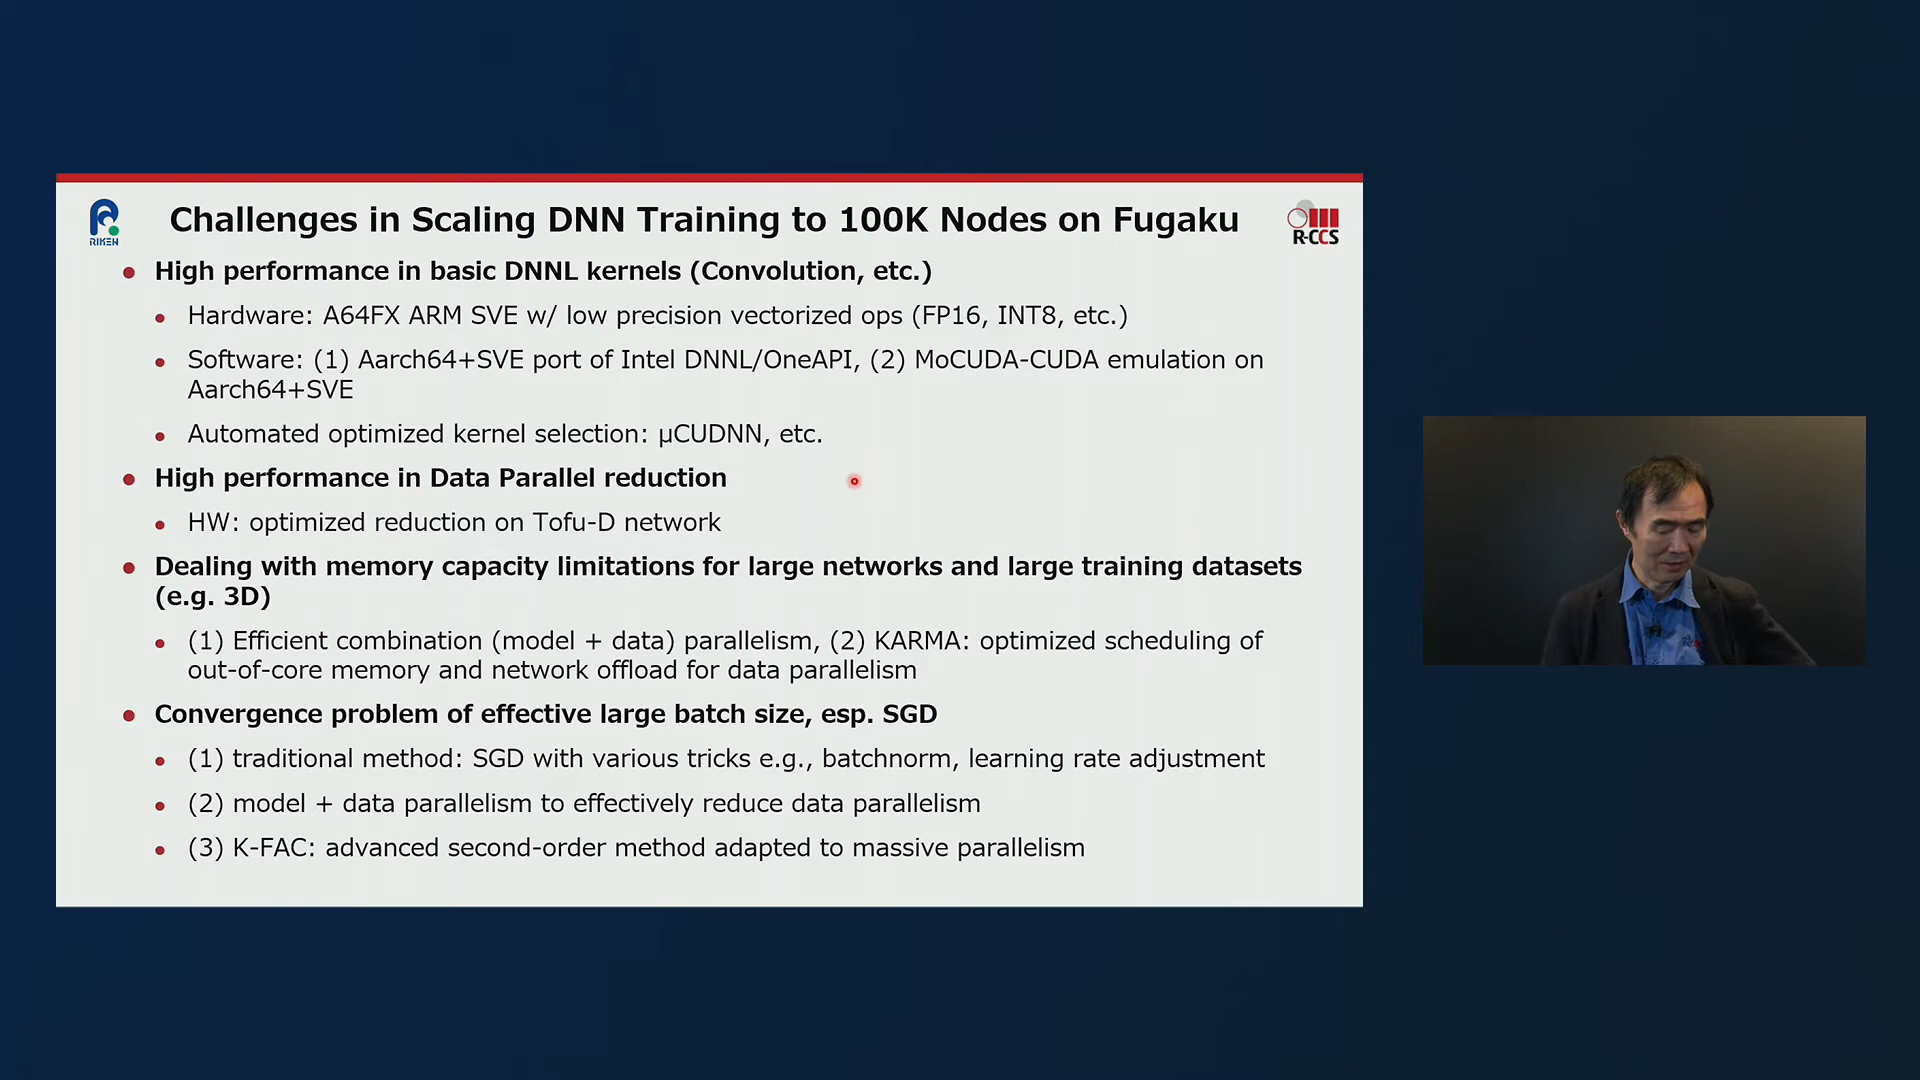 RIKEN
Challenges in Scaling DNN Training to 100K Nodes on Fugaku
R-CCS
High performance in basic DNNL kernels (Convolution, etc.)
Hardware: A64FX ARM SVE w/ low precision vectorized ops (FP16, INT8, etc.)
Software: (1) Aarch64+SVE port of Intel DNNL/OneAPI, (2) MoCUDA-CUDA emulation on
Aarch64+SVE
Automated optimized kernel selection: μCUDNN, etc.
High performance in Data Parallel reduction
HW: optimized reduction on Tofu-D network
Dealing with memory capacity limitations for large networks and large training datasets
(e.g. 3D)
(1) Efficient combination (model + data) parallelism, (2) KARMA: optimized scheduling of
out-of-core memory and network offload for data parallelism
Convergence problem of effective large batch size, esp. SGD
(1) traditional method: SGD with various tricks e.g., batchnorm, learning rate adjustment
(2) model + data parallelism to effectively reduce data parallelism
(3) K-FAC: advanced second-order method adapted to massive parallelism